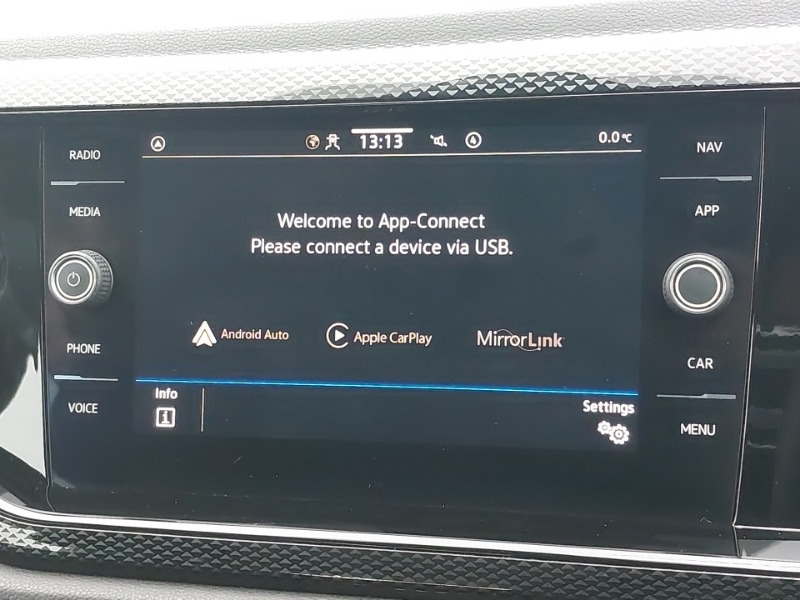 RADIO
MEDIA
PHONE
VOICE
13:13
4
0.0°C
Welcome to App-Connect
Please connect a device via USB.
Android Auto
Apple CarPlay
MirrorLink
Info
i
Settings
NAV
APP
CAR
MENU